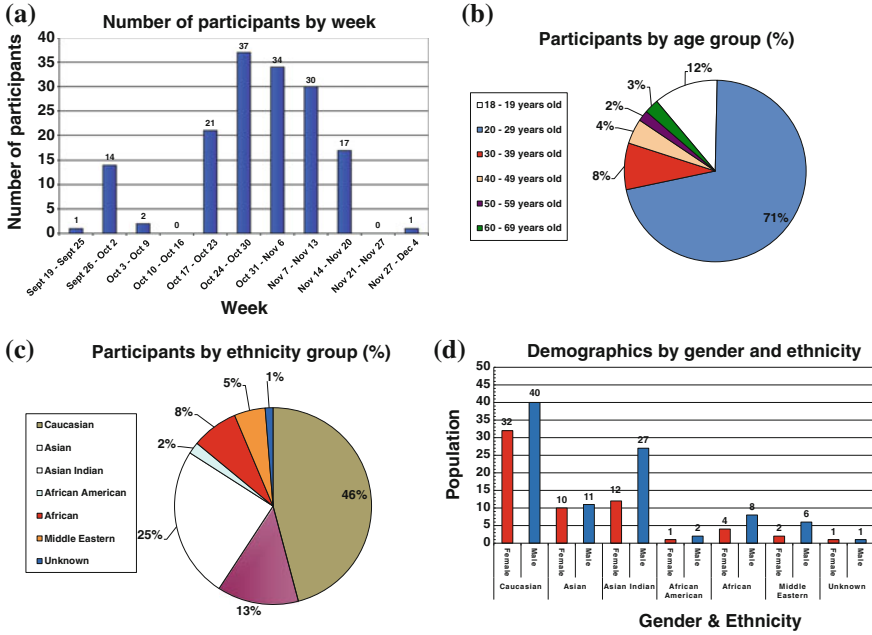 (a)
Number of participants by week
Number of participants
40
35
30
25
20
15
10
5
0
1
14
2
0
21
37
34
30
17
0
1
Sept 19 - Sept 25
Sept 26 - Oct 2
Oct 3 - Oct 9
Oct 10 - Oct 16
Oct 17 - Oct 23
Oct 24 - Oct 30
Oct 31 - Nov 6
Nov 7 - Nov 13
Nov 14 - Nov 20
Nov 21 - Nov 27
Nov 27 - Dec 4
Week
(b)
Participants by age group (%)
18 - 19 years old
20 - 29 years old
30 - 39 years old
40 - 49 years old
50 - 59 years old
60 - 69 years old
12%
3%
2%
4%
8%
71%
(c)
Participants by ethnicity group (%)
Caucasian
Asian
Asian Indian
African American
African
Middle Eastern
Unknown
1%
5%
8%
2%
46%
25%
13%
(d)
Demographics by gender and ethnicity
Population
50
45
40
35
30
25
20
15
10
5
0
32
40
10
11
12
27
1
2
4
8
2
6
1
1
Female
Male
Female
Male
Female
Male
Female
Male
Female
Male
Female
Male
Female
Male
Caucasian
Asian
Asian Indian
African
American
African
Middle
Eastern
Unknown
Gender & Ethnicity